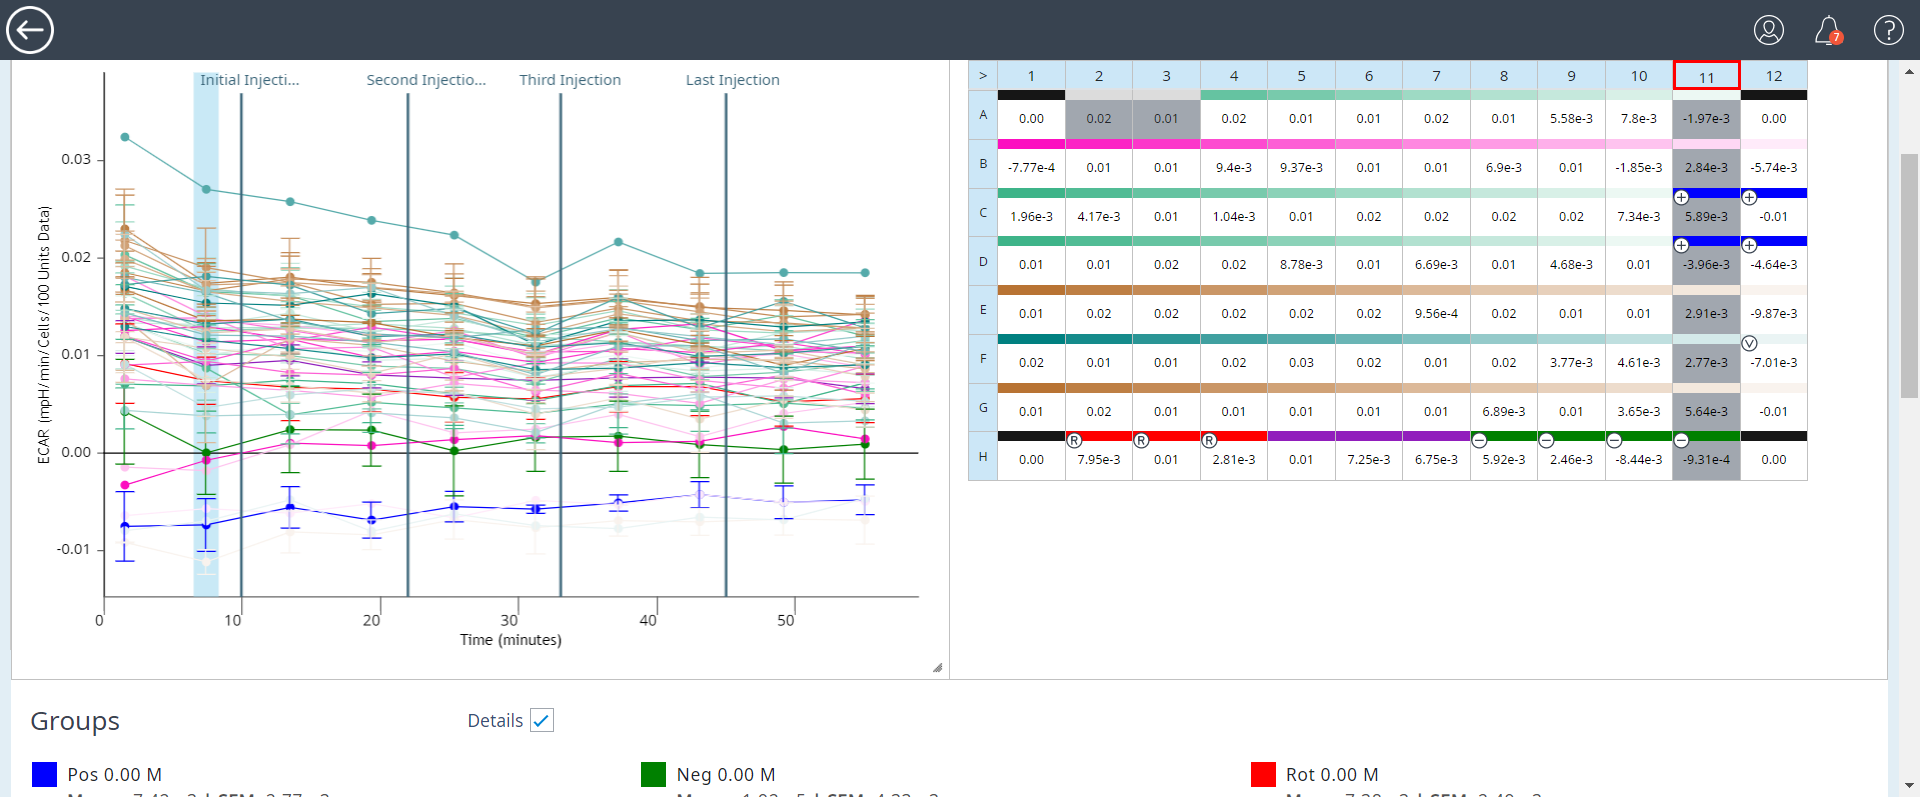 7
Initial Injecti...
Second Injectio...
Third Injection
Last Injection
ECAR (mpH/min/Cells/100 Units Data)
0.03
0.02
0.01
0.00
-0.01
0 10 20 30 40 50
Time (minutes)
> 1 2 3 4 5 6 7 8 9 10 11 12
A 0.00 0.02 0.01 0.02 0.01 0.01 0.02 0.01 5.58e-3 7.8e-3 -1.97e-3 0.00
B -7.77e-4 0.01 0.01 9.4e-3 9.37e-3 0.01 0.01 6.9e-3 0.01 -1.85e-3 2.84e-3 -5.74e-3
+ +
C 1.96e-3 4.17e-3 0.01 1.04e-3 0.01 0.02 0.02 0.02 0.02 7.34e-3 5.89e-3 -0.01
+ +
D 0.01 0.01 0.02 0.02 8.78e-3 0.01 6.69e-3 0.01 4.68e-3 0.01 -3.96e-3 -4.64e-3
E 0.01 0.02 0.02 0.02 0.02 0.02 9.56e-4 0.02 0.01 0.01 2.91e-3 -9.87e-3
V
F 0.02 0.01 0.01 0.02 0.03 0.02 0.01 0.02 3.77e-3 4.61e-3 2.77e-3 -7.01e-3
G 0.01 0.02 0.01 0.01 0.01 0.01 0.01 6.89e-3 0.01 3.65e-3 5.64e-3 -0.01
R R R − − − −
H 0.00 7.95e-3 0.01 2.81e-3 0.01 7.25e-3 6.75e-3 5.92e-3 2.46e-3 -8.44e-3 -9.31e-4 0.00
Groups
Details
Pos 0.00 M
Neg 0.00 M
Rot 0.00 M